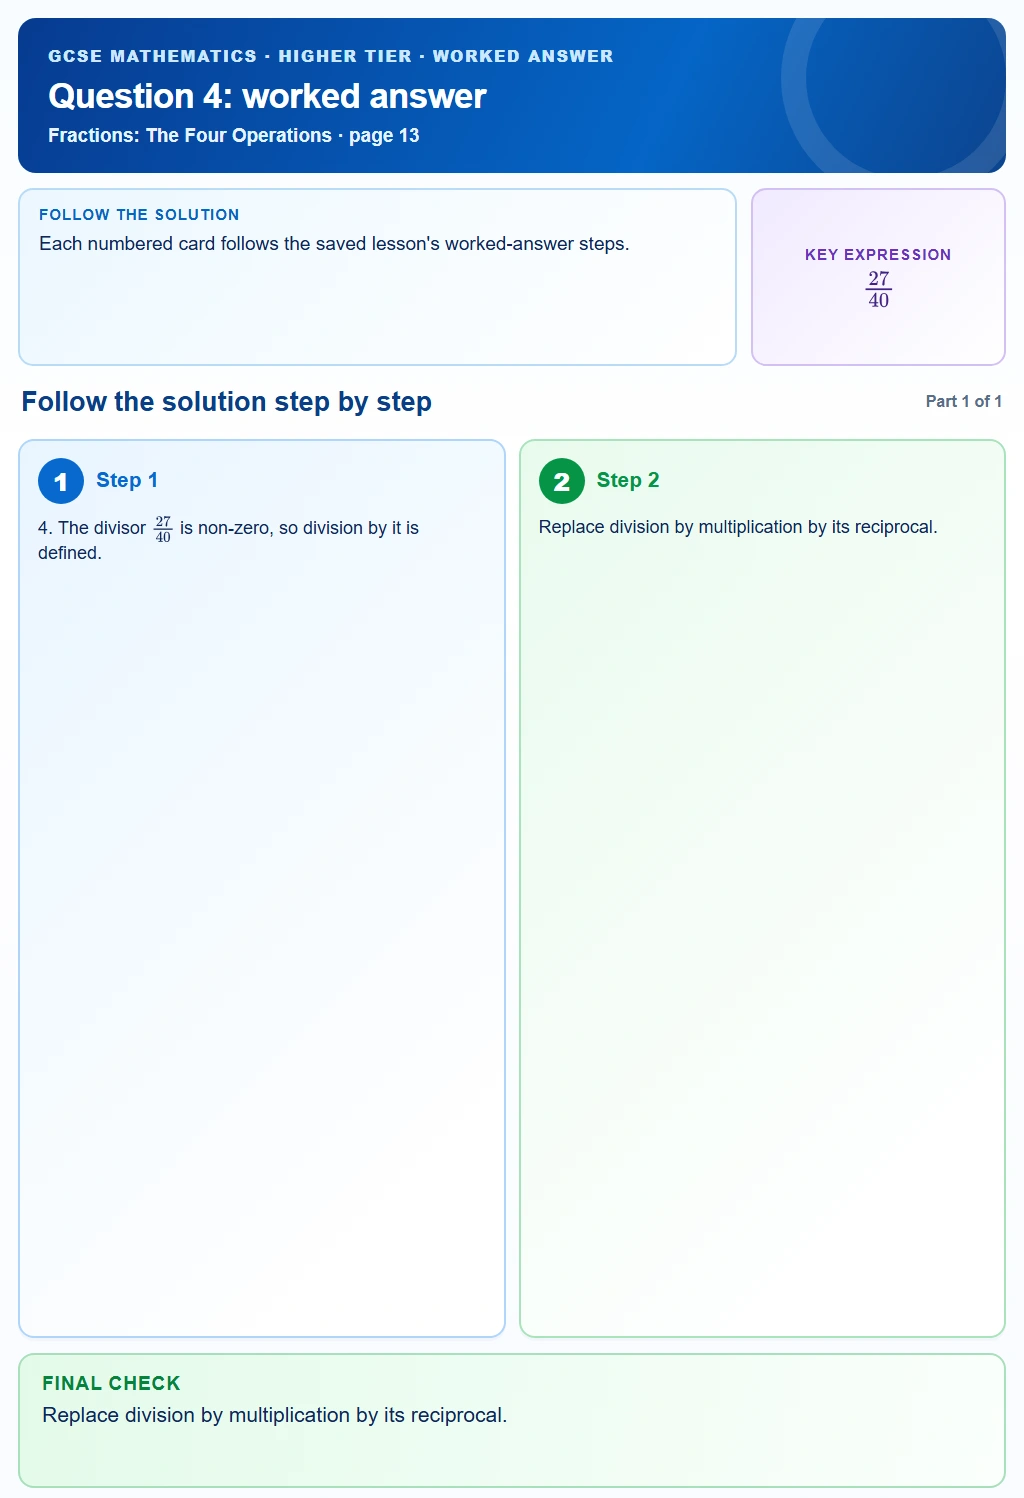 GCSE MATHEMATICS · HIGHER TIER · WORKED ANSWER
Question 4: worked answer
Fractions: The Four Operations · page 13
FOLLOW THE SOLUTION
Each numbered card follows the saved lesson's worked-answer steps.
KEY EXPRESSION
27/40
Follow the solution step by step
Part 1 of 1
1 Step 1
4. The divisor 27/40 is non-zero, so division by it is
defined.
2 Step 2
Replace division by multiplication by its reciprocal.
FINAL CHECK
Replace division by multiplication by its reciprocal.